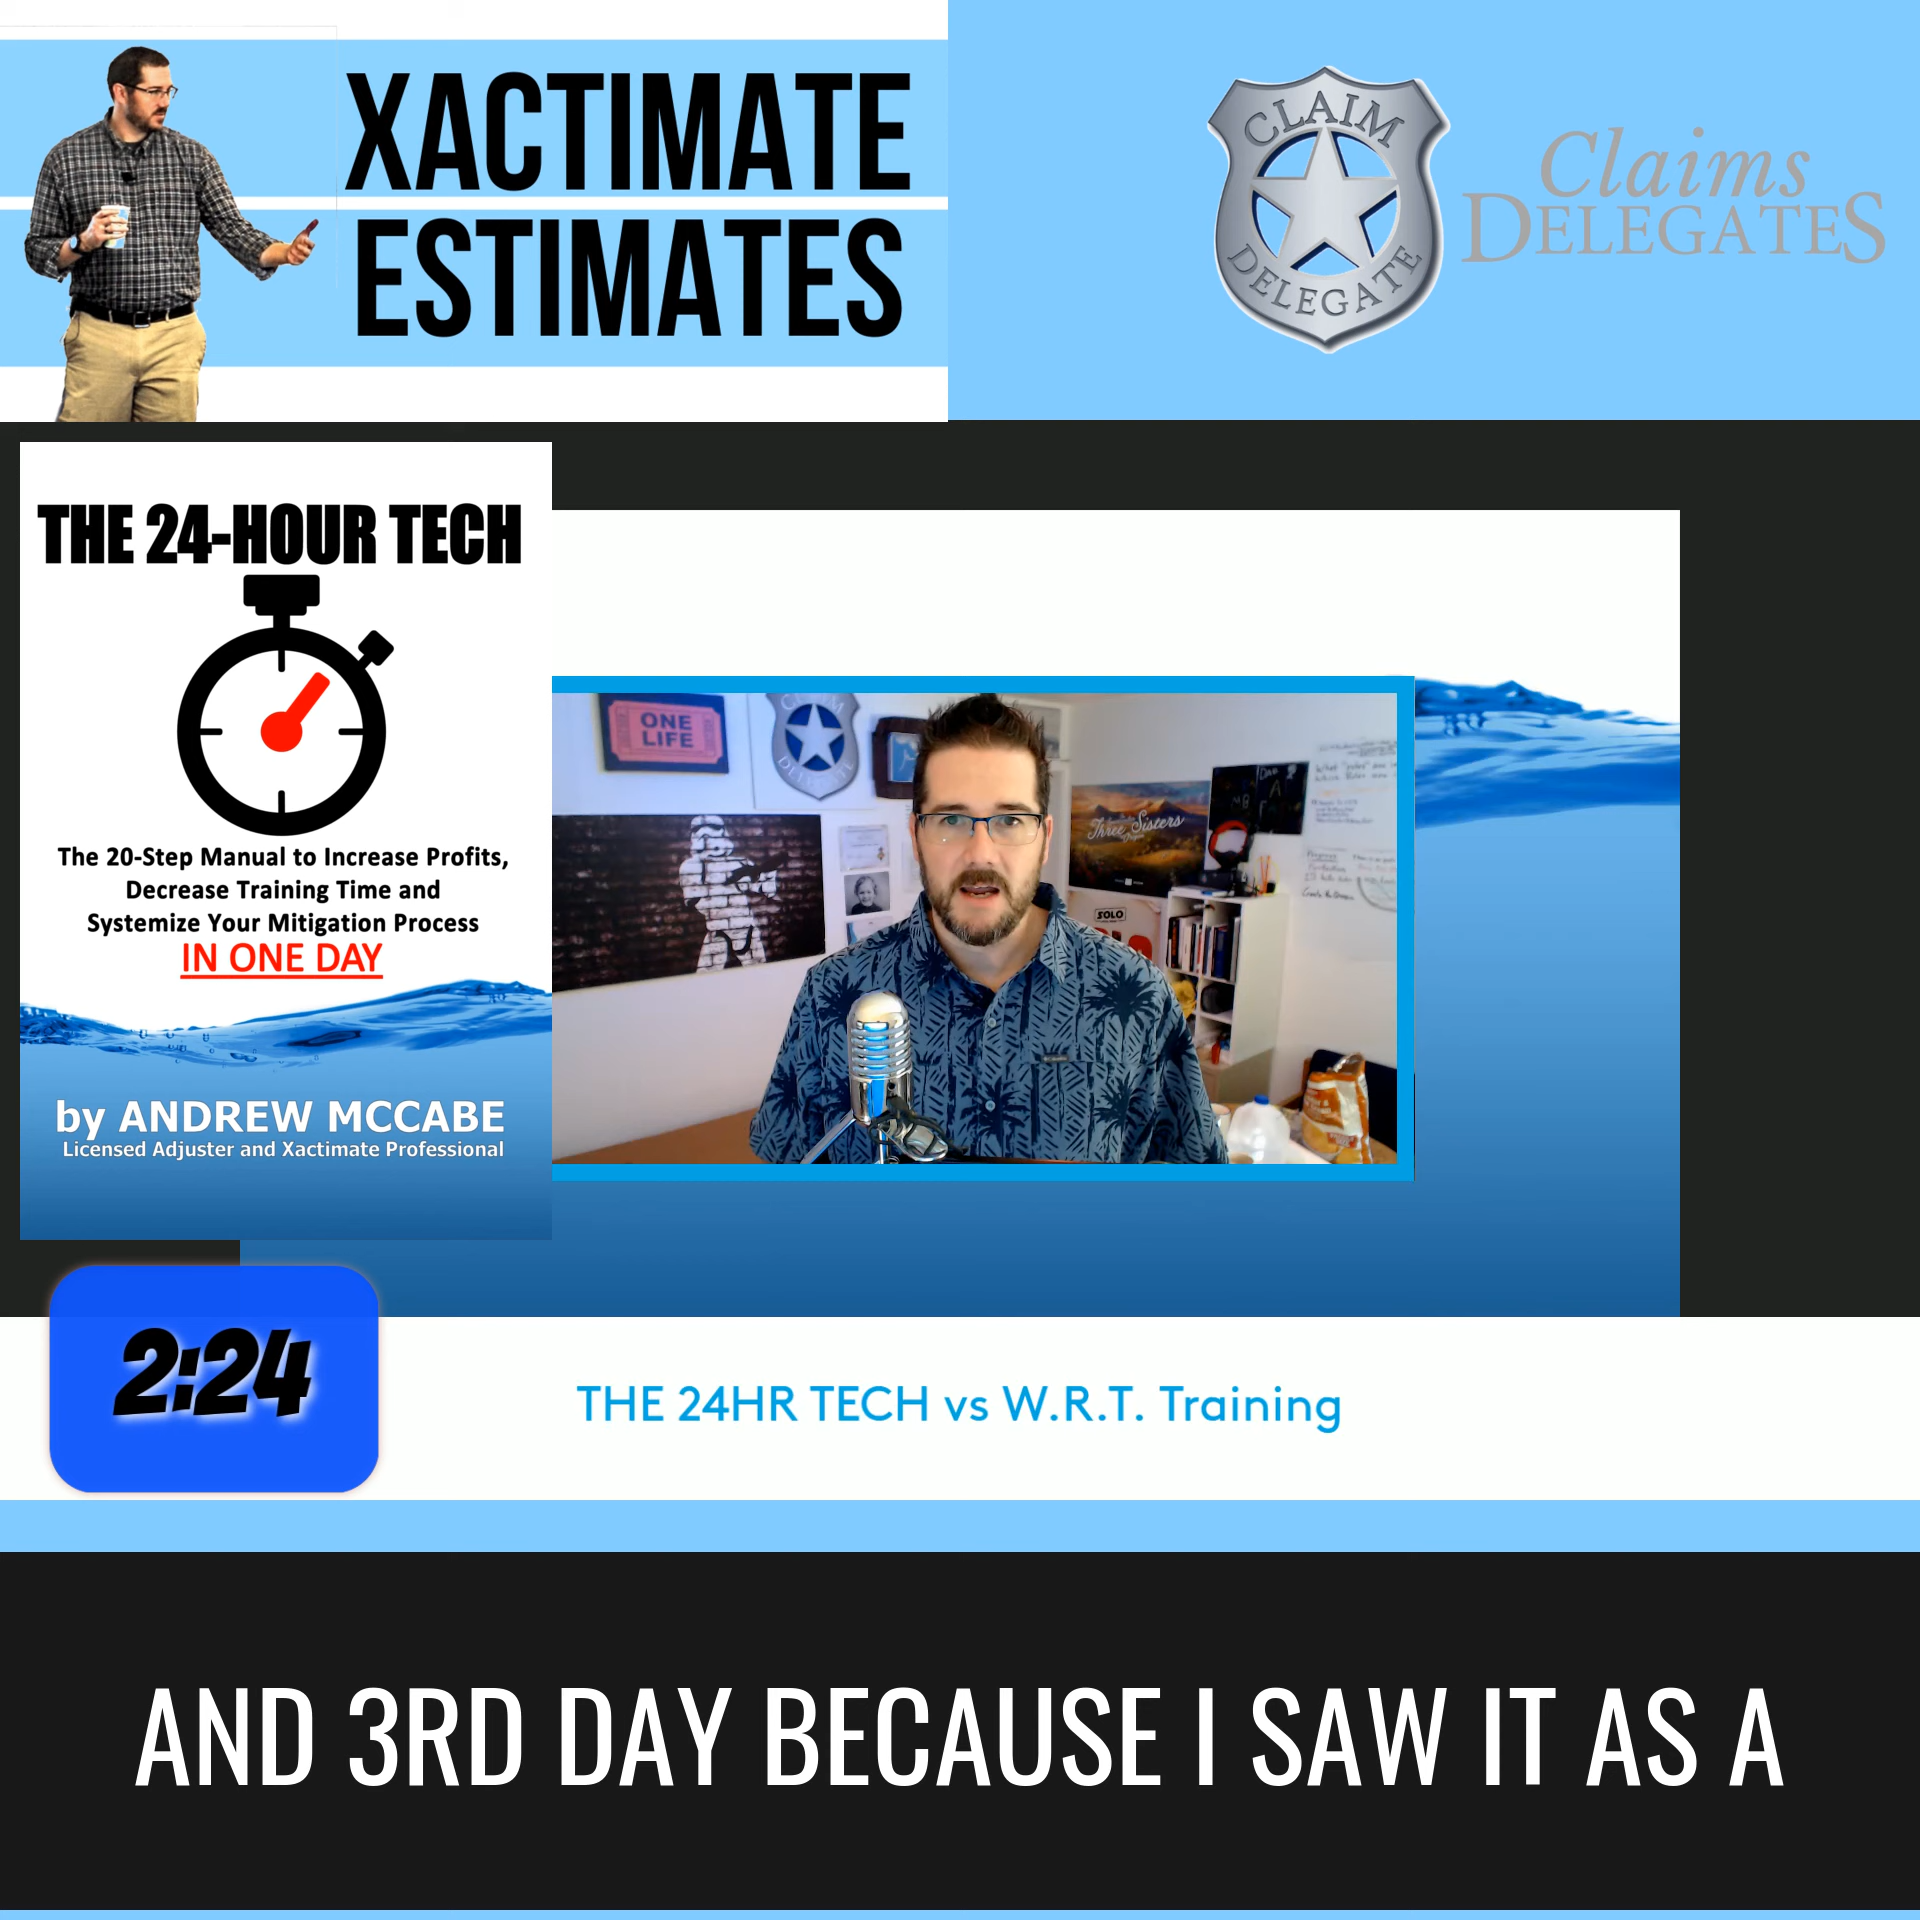 XACTIMATE
ESTIMATES
CLAIM
DELEGATE
Claims
DELEGATES
THE 24-HOUR TECH
The 20-Step Manual to Increase Profits,
Decrease Training Time and
Systemize Your Mitigation Process
IN ONE DAY
by ANDREW MCCABE
Licensed Adjuster and Xactimate Professional
ONE
LIFE
CLAIM
DELEGATE
Three Sisters
SOLO
2:24
THE 24HR TECH vs W.R.T. Training
AND 3RD DAY BECAUSE I SAW IT AS A